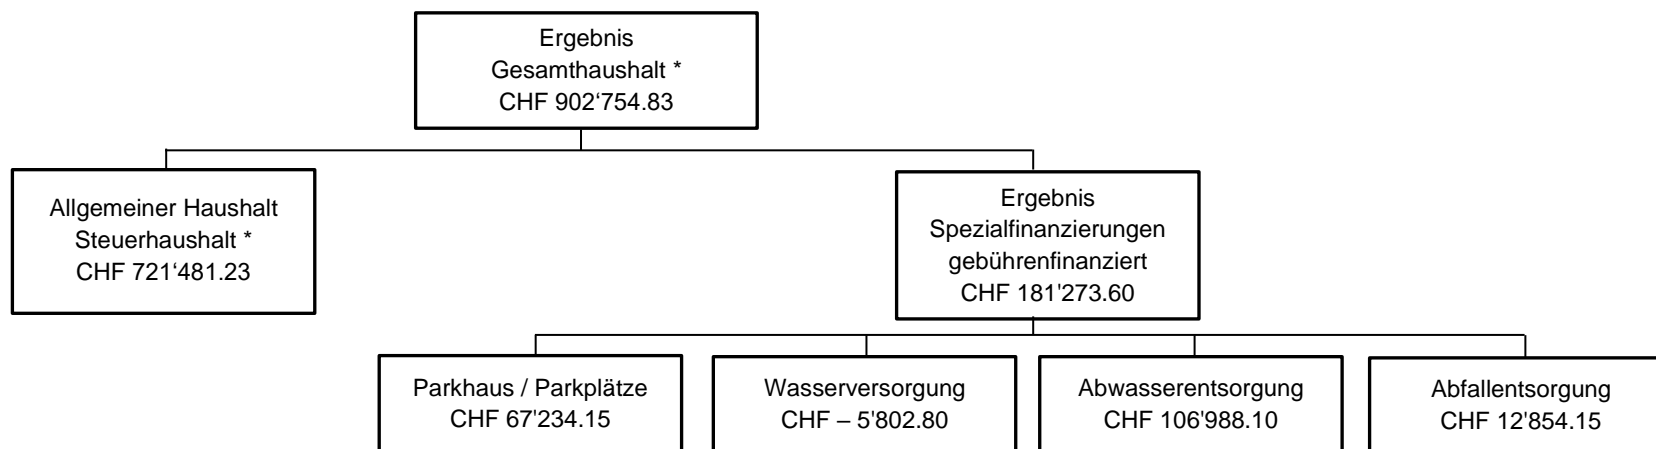 Ergebnis
Gesamthaushalt *
CHF 902‘754.83
Allgemeiner Haushalt
Steuerhaushalt *
CHF 721‘481.23
Ergebnis
Spezialfinanzierungen
gebührenfinanziert
CHF 181'273.60
Parkhaus / Parkplätze
CHF 67'234.15
Wasserversorgung
CHF – 5'802.80
Abwasserentsorgung
CHF 106'988.10
Abfallentsorgung
CHF 12'854.15